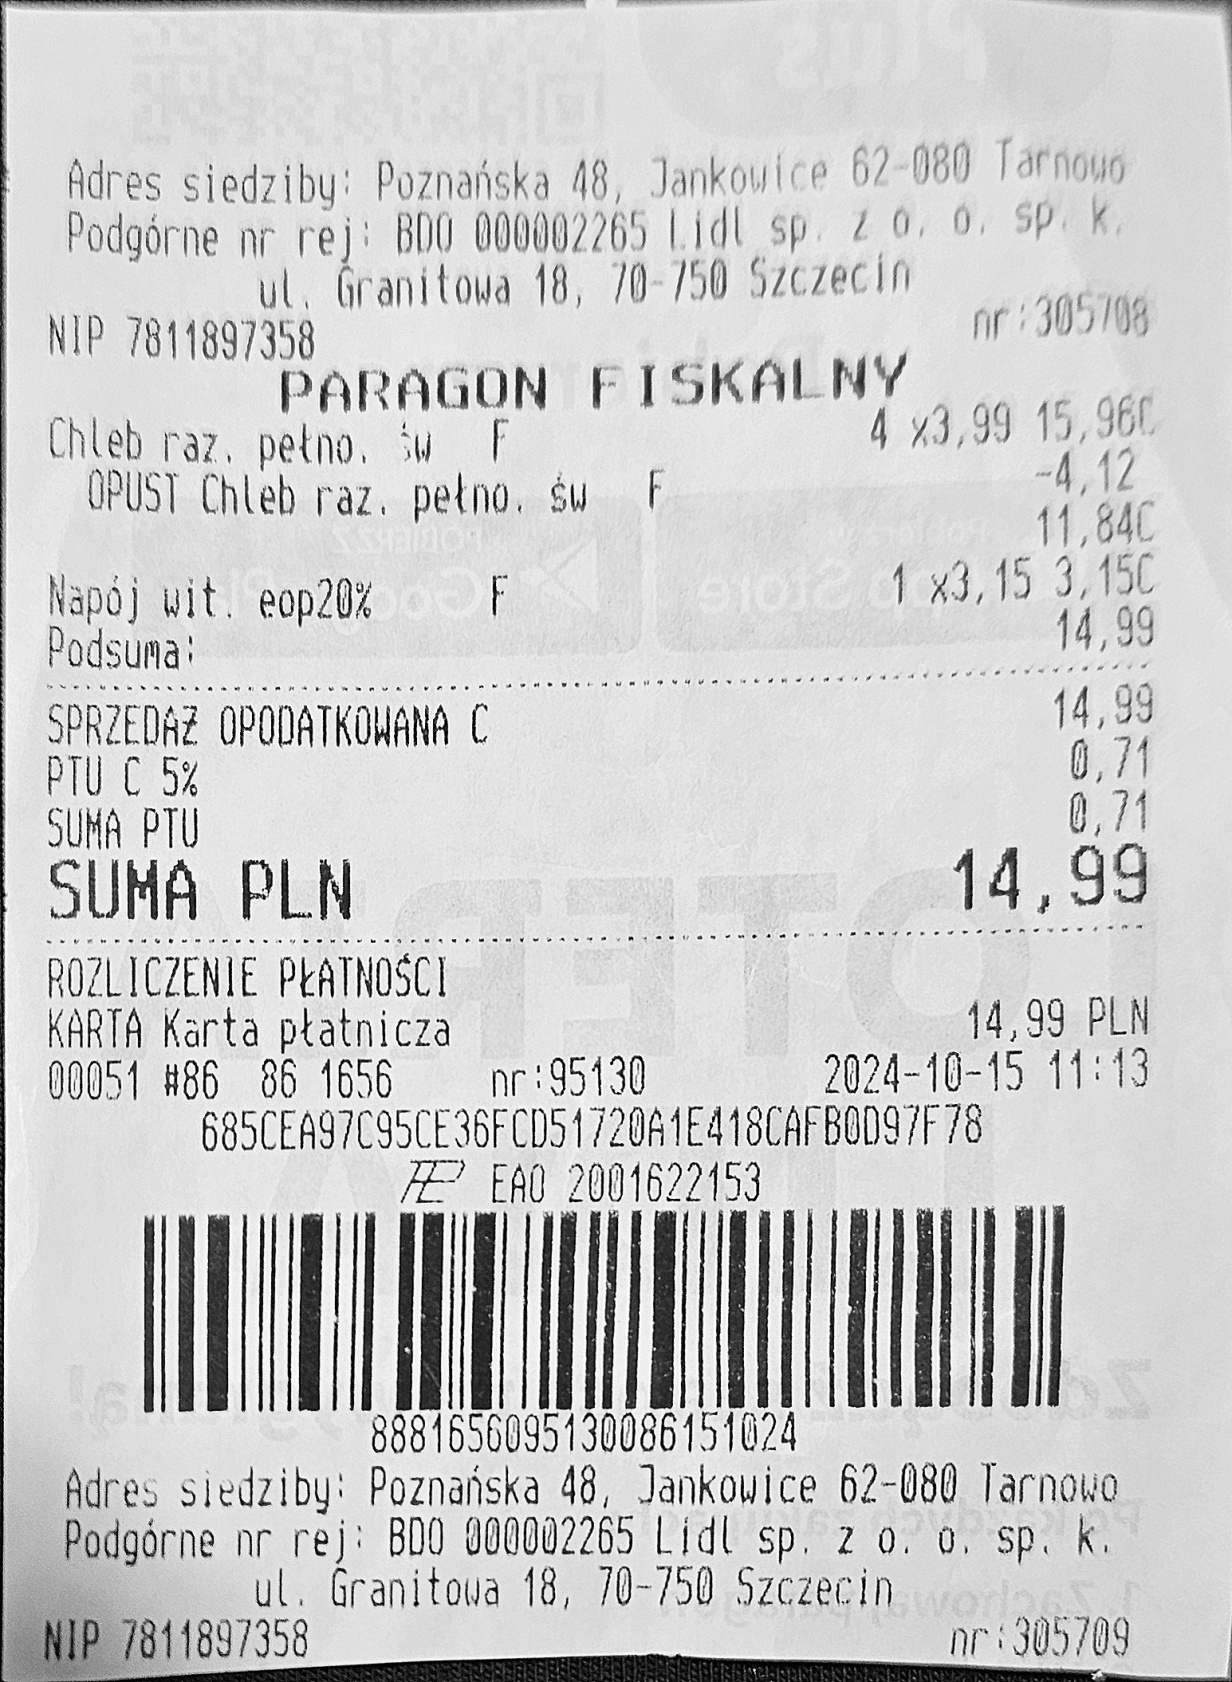 Adres siedziby: Poznańska 48, Jankowice 62-080 Tarnowo
Podgórne nr rej: BDO 000002265 Lidl sp. z o. o. sp. k.
ul. Granitowa 18, 70-750 Szczecin
NIP 7811897358 nr:305708
PARAGON FISKALNY
Chleb raz. pełno. św F 4 x3,99 15,96C
OPUST Chleb raz. pełno. św F -4,12
11,84C
Napój wit. eop20% F 1 x3,15 3,15C
Podsuma: 14,99
SPRZEDAŻ OPODATKOWANA C 14,99
PTU C 5% 0,71
SUMA PTU 0,71
SUMA PLN 14,99
ROZLICZENIE PŁATNOŚCI
KARTA Karta płatnicza 14,99 PLN
00051 #86 86 1656 nr:95130 2024-10-15 11:13
685CEA97C95CE36FCD51720A1E418CAFB0D97F78
EAO 2001622153
8881656095130086151024
Adres siedziby: Poznańska 48, Jankowice 62-080 Tarnowo
Podgórne nr rej: BDO 000002265 Lidl sp. z o. o. sp. k.
ul. Granitowa 18, 70-750 Szczecin
NIP 7811897358 nr:305709